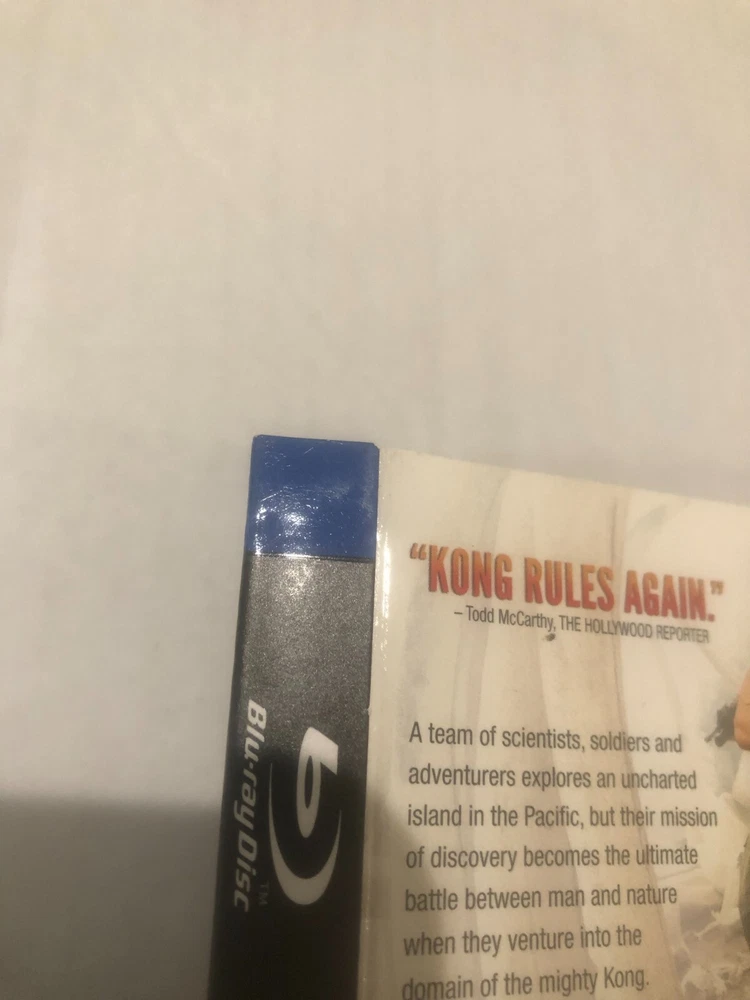 "KONG RULES AGAIN."
– Todd McCarthy, THE HOLLYWOOD REPORTER
A team of scientists, soldiers and
adventurers explores an uncharted
island in the Pacific, but their mission
of discovery becomes the ultimate
battle between man and nature
when they venture into the
domain of the mighty Kong.
Blu-ray Disc
TM